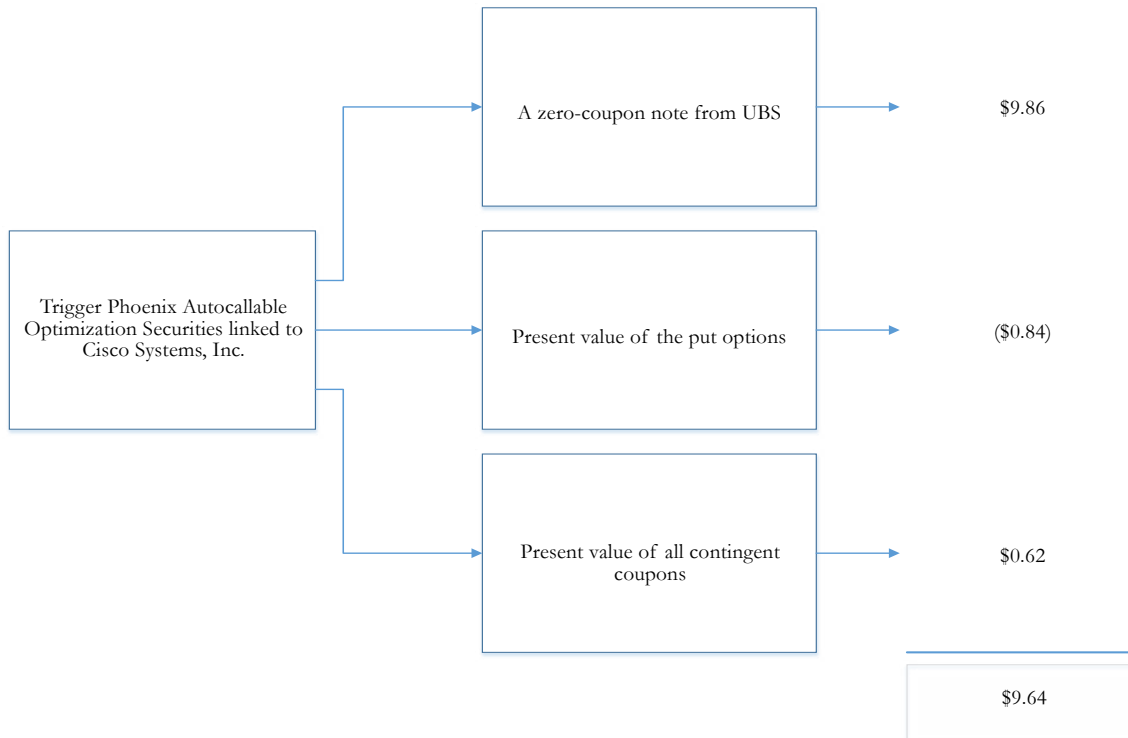 A zero-coupon note from UBS
$9.86
Trigger Phoenix Autocallable
Optimization Securities linked to
Cisco Systems, Inc.
Present value of the put options
($0.84)
Present value of all contingent
coupons
$0.62
$9.64